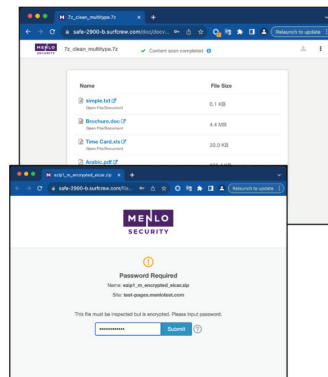 7z_clean_multitype.7z
safe-2900-b.surfcrew.com/doc/docv...
Relaunch to update
MENLO
SECURITY
7z_clean_multitype.7z
Content scan completed
Name
File Size
simple.txt
Open File/Document
0.1 KB
Brochure.doc
Open File/Document
4.4 MB
Time Card.xls
Open File/Document
20.0 KB
Arabic.pdf
ezip1_m_encrypted_eicar.zip
safe-2900-b.surfcrew.com/file...
Relaunch to update
MENLO
SECURITY
Password Required
Name: ezip1_m_encrypted_eicar.zip
Site: test-pages.menlotest.com
This file must be inspected but is encrypted. Please input password.
Submit